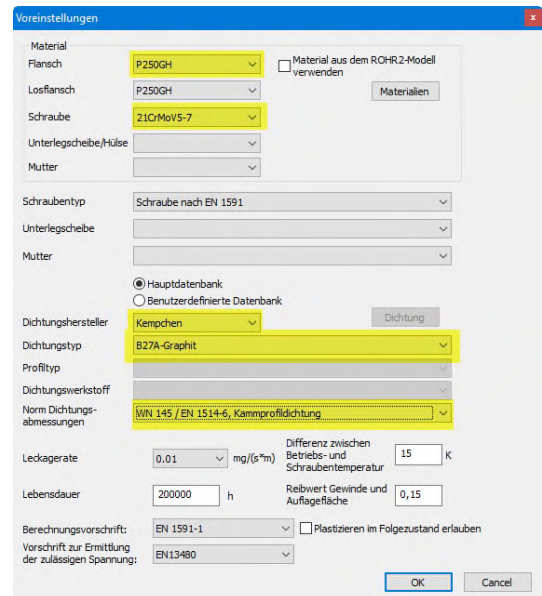 Voreinstellungen
x
Material
Flansch P250GH Material aus dem ROHR2-Modell
verwenden
Losflansch P250GH Materialien
Schraube 21CrMoV5-7
Unterlegscheibe/Hülse
Mutter
Schraubentyp Schraube nach EN 1591
Unterlegscheibe
Mutter
Hauptdatenbank
Benutzerdefinierte Datenbank
Dichtungshersteller Kempchen Dichtung
Dichtungstyp B27A-Graphit
Profiltyp
Dichtungswerkstoff
Norm Dichtungs-
abmessungen WN 145 / EN 1514-6, Kammprofildichtung
Leckagerate 0.01 mg/(s*m) Differenz zwischen
Betriebs- und
Schraubentemperatur 15 K
Lebensdauer 200000 h Reibwert Gewinde und
Auflagefläche 0,15
Berechnungsvorschrift: EN 1591-1 Plastizieren im Folgezustand erlauben
Vorschrift zur Ermittlung
der zulässigen Spannung: EN13480
OK Cancel